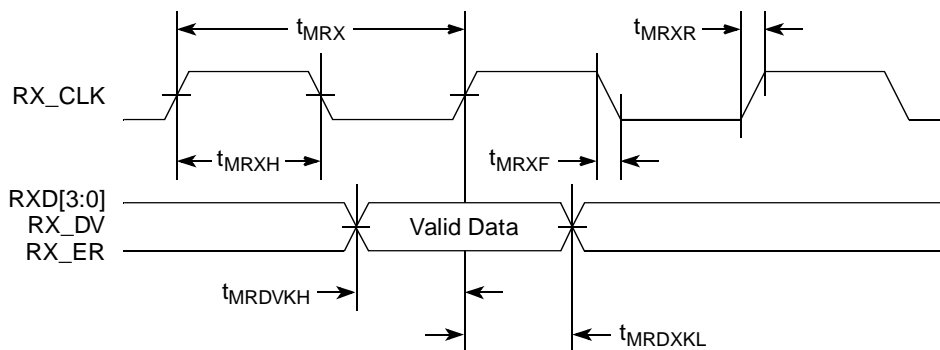 tMRX
tMRXR
RX_CLK
tMRXH
tMRXF
RXD[3:0]
RX_DV
Valid Data
RX_ER
tMRDVKH
tMRDXKL